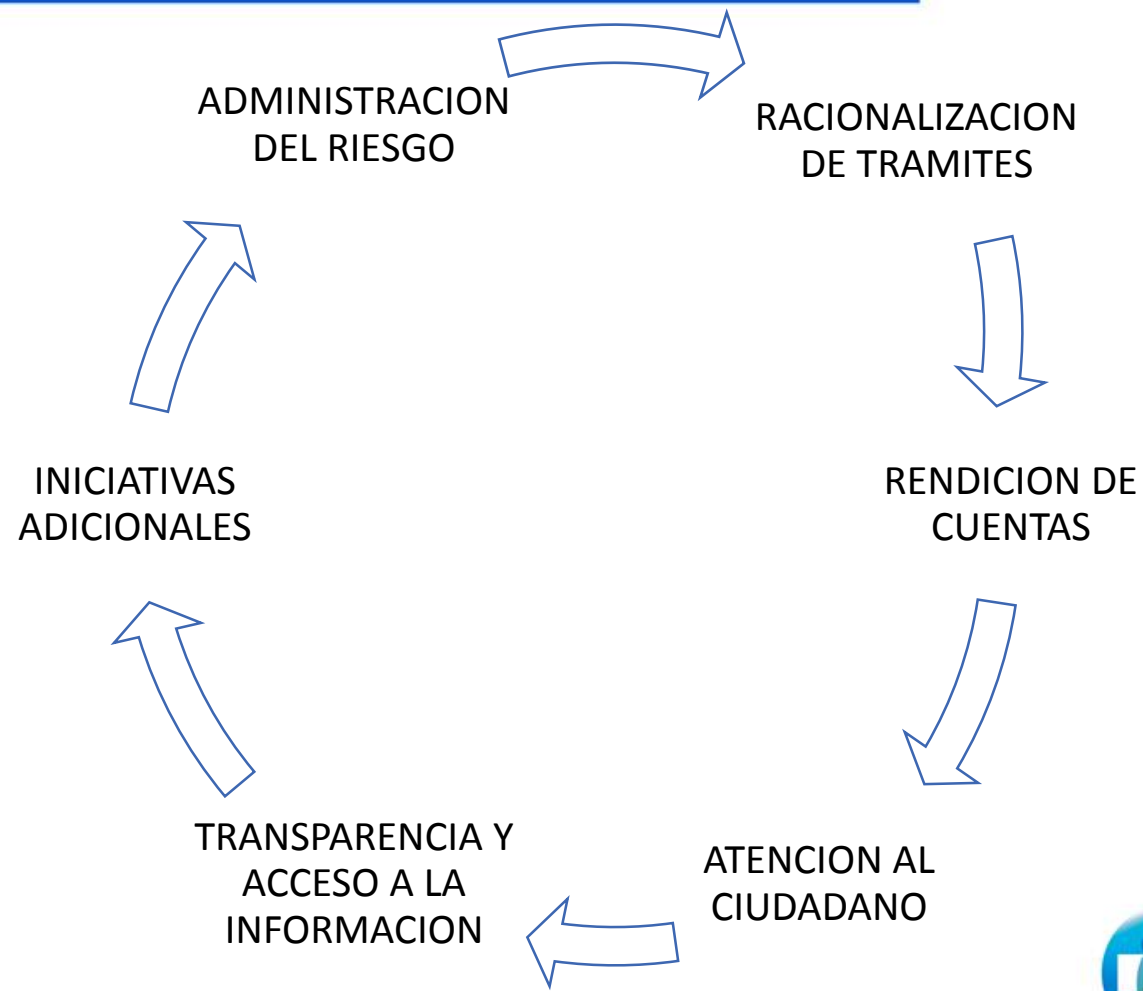 ADMINISTRACION
DEL RIESGO
RACIONALIZACION
DE TRAMITES
RENDICION DE
CUENTAS
ATENCION AL
CIUDADANO
TRANSPARENCIA Y
ACCESO A LA
INFORMACION
INICIATIVAS
ADICIONALES